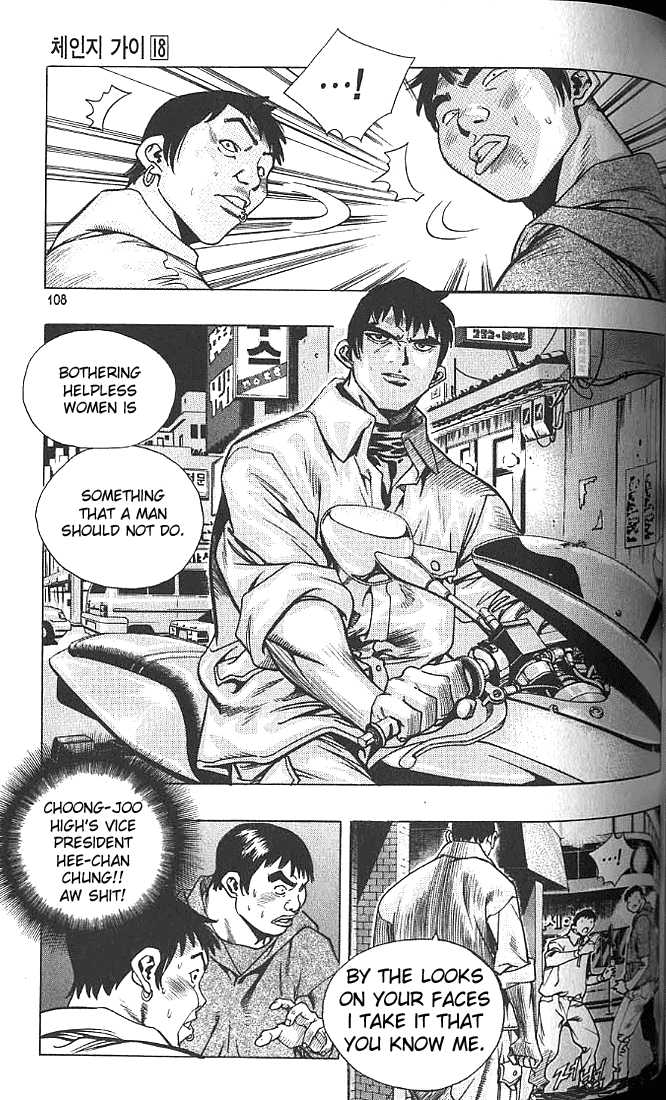 체인지 가이 18
...!
108
BOTHERING
HELPLESS
WOMEN IS
SOMETHING
THAT A MAN
SHOULD NOT DO.
CHOONG-JOO
HIGH'S VICE
PRESIDENT
HEE-CHAN
CHUNG!!
AW SHIT!
...!
BY THE LOOKS
ON YOUR FACES
I TAKE IT THAT
YOU KNOW ME.